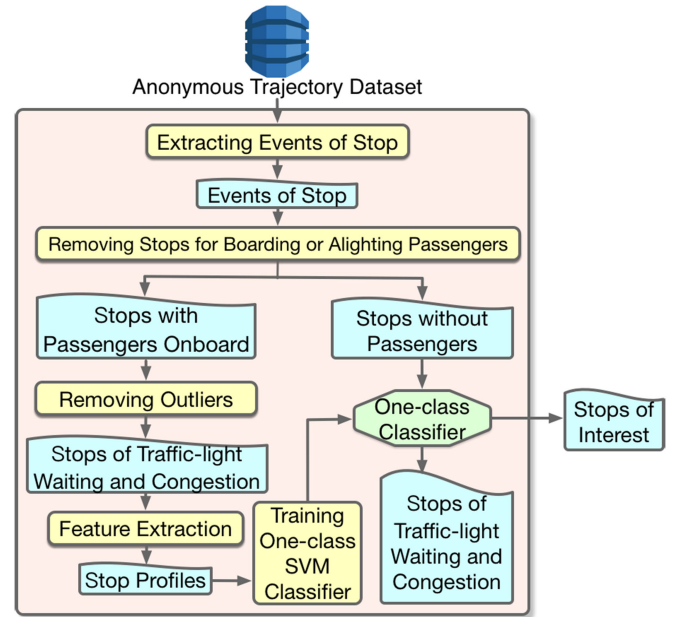 Anonymous Trajectory Dataset
Extracting Events of Stop
Events of Stop
Removing Stops for Boarding or Alighting Passengers
Stops with
Passengers Onboard
Stops without
Passengers
Removing Outliers
One-class
Classifier
Stops of
Interest
Stops of Traffic-light
Waiting and Congestion
Feature Extraction
Stop Profiles
Training
One-class
SVM
Classifier
Stops of
Traffic-light
Waiting and
Congestion